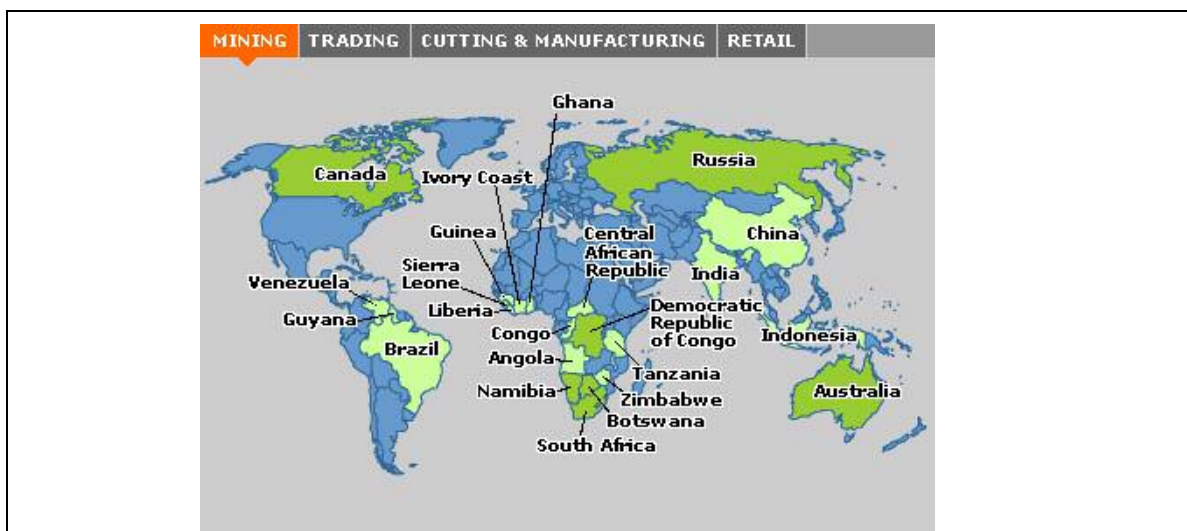 MINING TRADING CUTTING & MANUFACTURING RETAIL
Ghana
Russia
Canada
Ivory Coast
Guinea
Central
African
Republic
China
Sierra
Leone
India
Venezuela
Liberia
Democratic
Republic
of Congo
Guyana
Congo
Indonesia
Brazil
Angola
Tanzania
Namibia
Zimbabwe
Australia
Botswana
South Africa